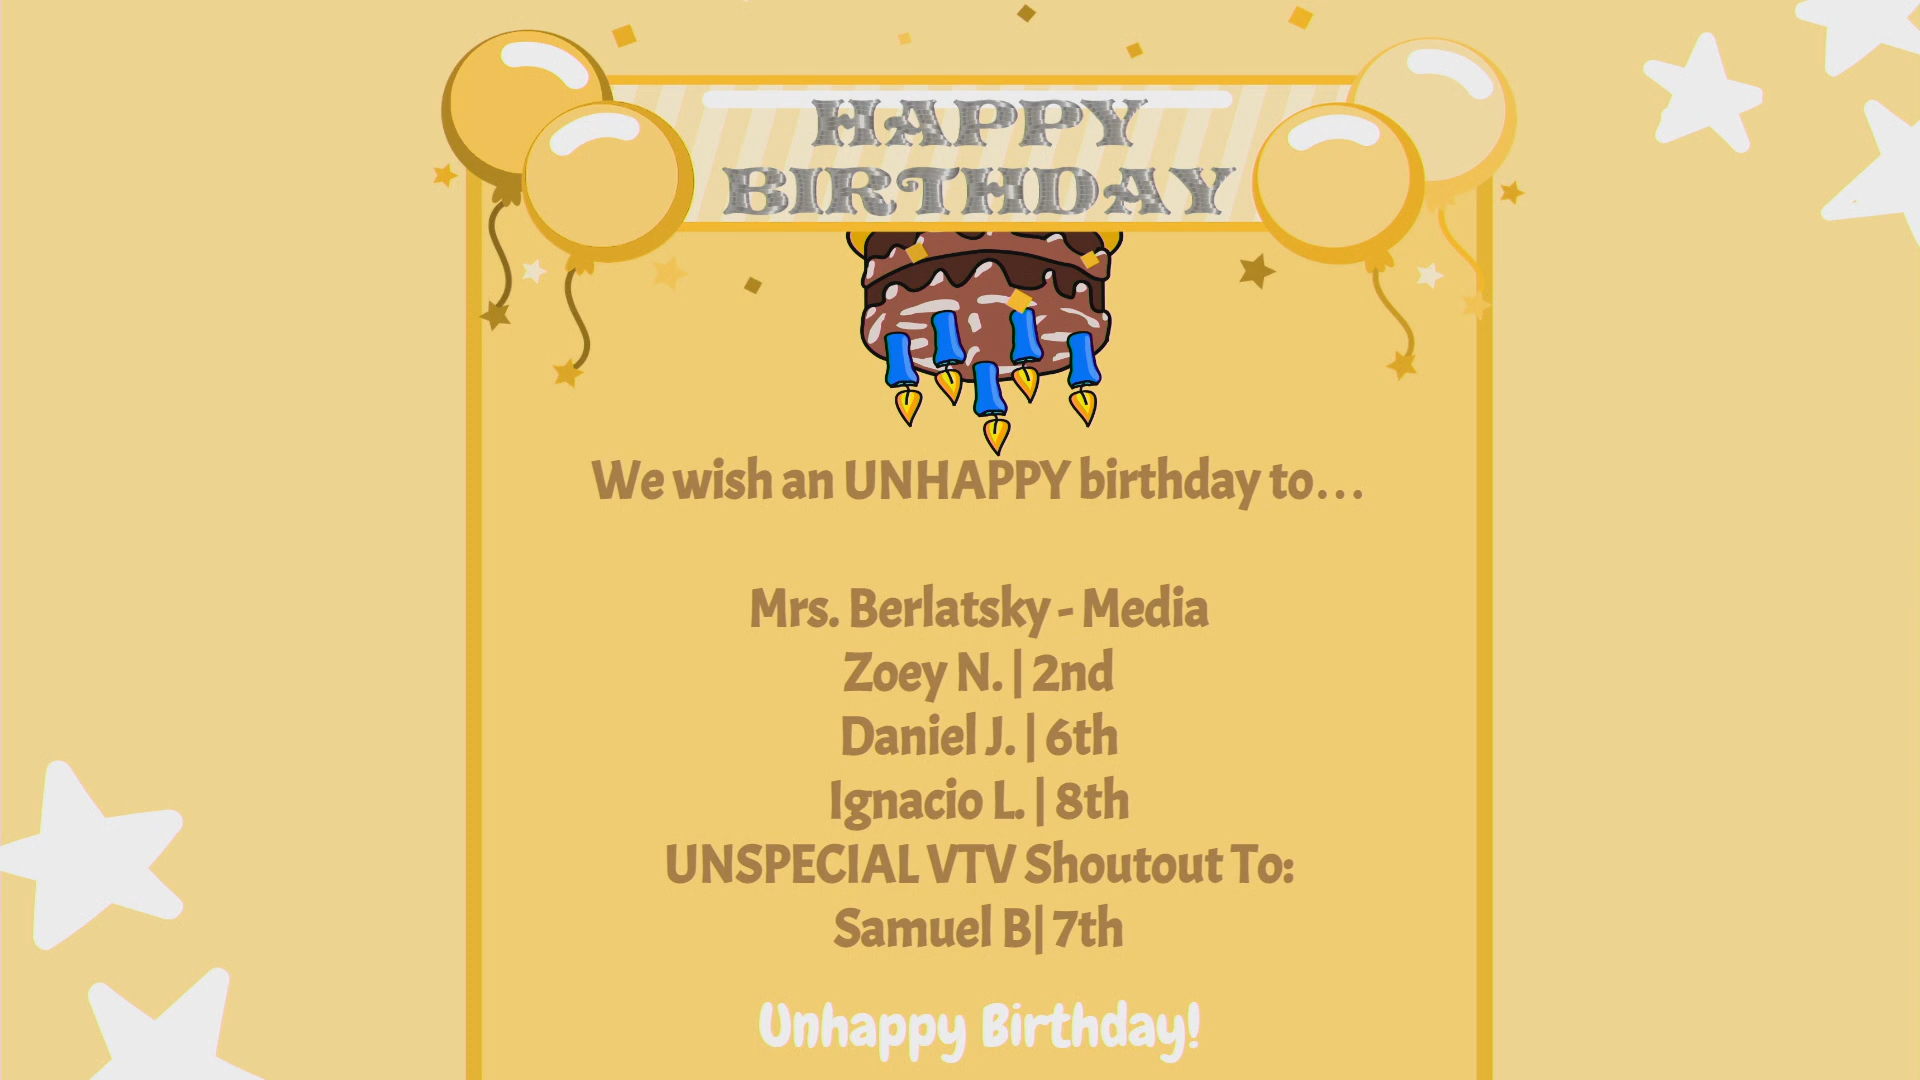 HAPPY
BIRTHDAY
We wish an UNHAPPY birthday to...
Mrs. Berlatsky - Media
Zoey N. | 2nd
Daniel J. | 6th
Ignacio L. | 8th
UNSPECIAL VTV Shoutout To:
Samuel B| 7th
Unhappy Birthday!